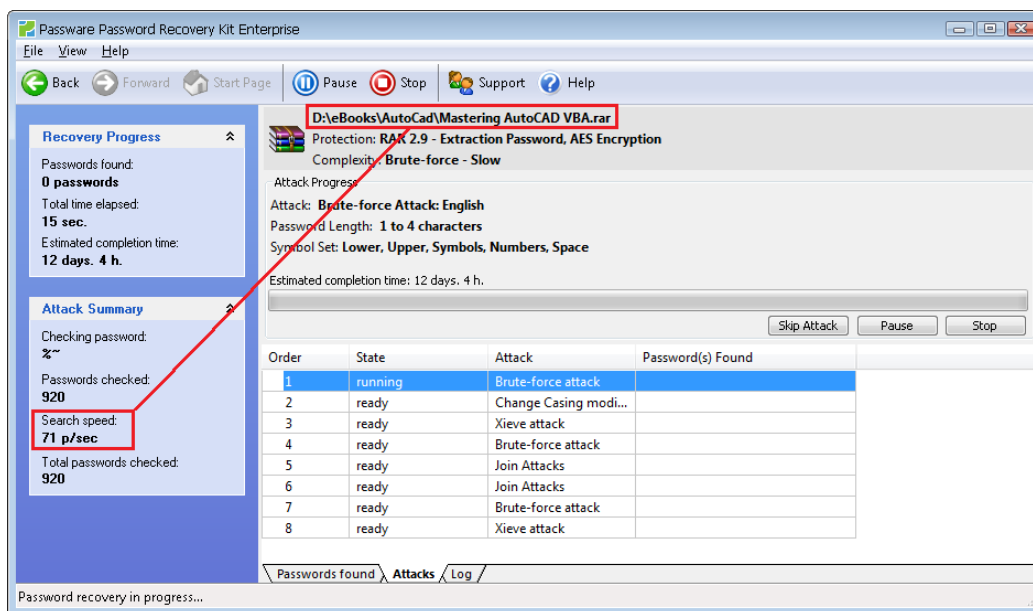 Passware Password Recovery Kit Enterprise
File View Help
Back Forward Start Page Pause Stop Support Help
Recovery Progress
Passwords found:
0 passwords
Total time elapsed:
15 sec.
Estimated completion time:
12 days. 4 h.
Attack Summary
Checking password:
%~
Passwords checked:
920
Search speed:
71 p/sec
Total passwords checked:
920
D:\eBooks\AutoCad\Mastering AutoCAD VBA.rar
Protection: RAR 2.9 - Extraction Password, AES Encryption
Complexity: Brute-force - Slow
Attack Progress
Attack: Brute-force Attack: English
Password Length: 1 to 4 characters
Symbol Set: Lower, Upper, Symbols, Numbers, Space
Estimated completion time: 12 days. 4 h.
Skip Attack Pause Stop
Order State Attack Password(s) Found
1 running Brute-force attack
2 ready Change Casing modi...
3 ready Xieve attack
4 ready Brute-force attack
5 ready Join Attacks
6 ready Join Attacks
7 ready Brute-force attack
8 ready Xieve attack
Passwords found Attacks Log
Password recovery in progress...